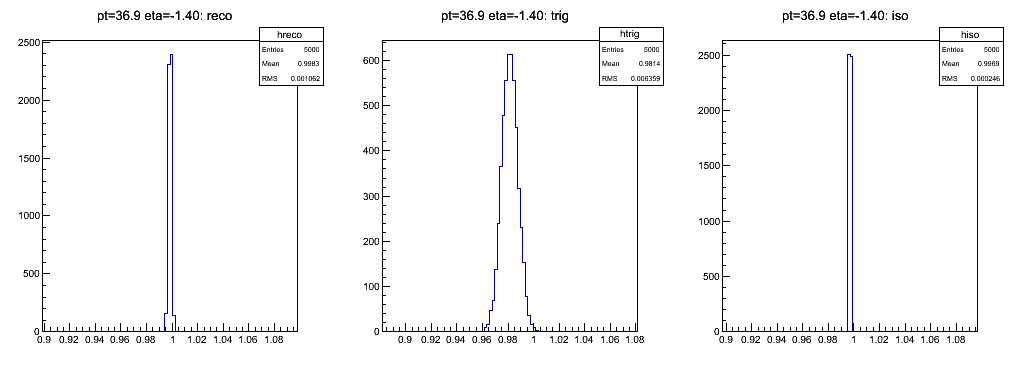 pt=36.9 eta=-1.40: reco
hreco
Entries 5000
Mean 0.9983
RMS 0.001062
2500
2000
1500
1000
500
0
0.9 0.92 0.94 0.96 0.98 1 1.02 1.04 1.06 1.08
pt=36.9 eta=-1.40: trig
htrig
Entries 5000
Mean 0.9814
RMS 0.006359
600
500
400
300
200
100
0
0.9 0.92 0.94 0.96 0.98 1 1.02 1.04 1.06 1.08
pt=36.9 eta=-1.40: iso
hiso
Entries 5000
Mean 0.9969
RMS 0.000246
2500
2000
1500
1000
500
0
0.9 0.92 0.94 0.96 0.98 1 1.02 1.04 1.06 1.08